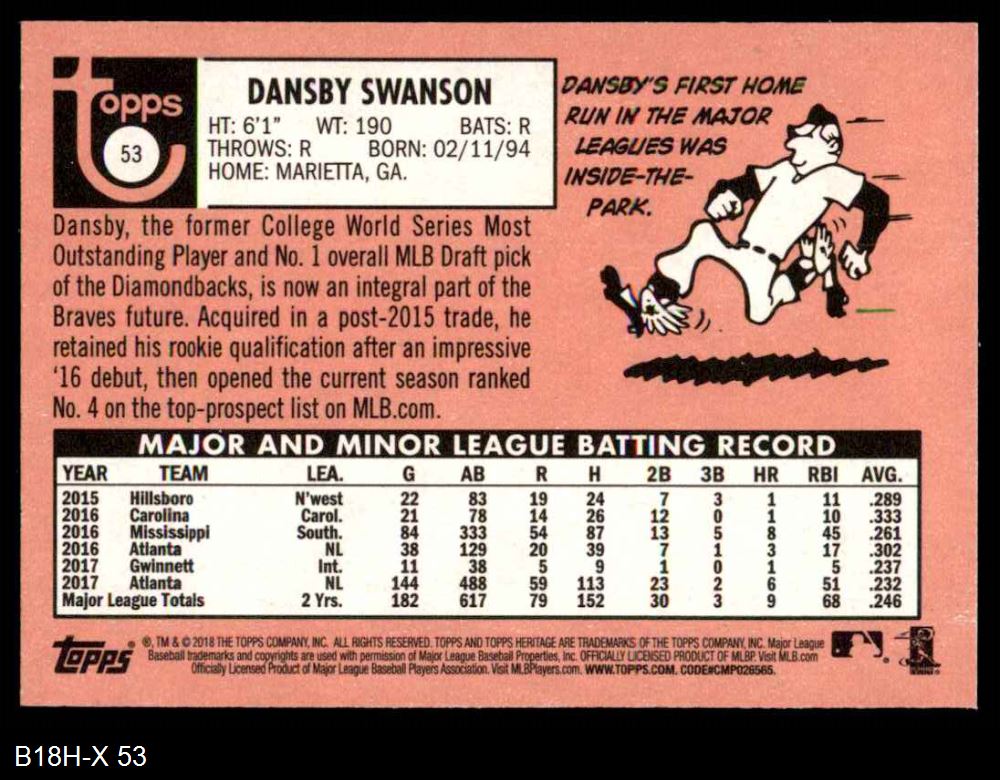 Topps
53
DANSBY SWANSON
HT: 6'1" WT: 190 BATS: R
THROWS: R BORN: 02/11/94
HOME: MARIETTA, GA.
DANSBY'S FIRST HOME
RUN IN THE MAJOR
LEAGUES WAS
INSIDE-THE-
PARK.
Dansby, the former College World Series Most
Outstanding Player and No. 1 overall MLB Draft pick
of the Diamondbacks, is now an integral part of the
Braves future. Acquired in a post-2015 trade, he
retained his rookie qualification after an impressive
'16 debut, then opened the current season ranked
No. 4 on the top-prospect list on MLB.com.
MAJOR AND MINOR LEAGUE BATTING RECORD
YEAR TEAM LEA. G AB R H 2B 3B HR RBI AVG.
2015 Hillsboro N'west 22 83 19 24 7 3 1 11 .289
2016 Carolina Carol. 21 78 14 26 12 0 1 10 .333
2016 Mississippi South. 84 333 54 87 13 5 8 45 .261
2016 Atlanta NL 38 129 20 39 7 1 3 17 .302
2017 Gwinnett Int. 11 38 5 9 1 0 1 5 .237
2017 Atlanta NL 144 488 59 113 23 2 6 51 .232
Major League Totals 2 Yrs. 182 617 79 152 30 3 9 68 .246
TOPPS ®, TM & © 2018 THE TOPPS COMPANY, INC. ALL RIGHTS RESERVED. TOPPS AND TOPPS HERITAGE ARE TRADEMARKS OF THE TOPPS COMPANY, INC. Major League
Baseball trademarks and copyrights are used with permission of Major League Baseball Properties, Inc. OFFICIALLY LICENSED PRODUCT OF MLBP. Visit MLB.com
Officially Licensed Product of Major League Baseball Players Association. Visit MLBPlayers.com. WWW.TOPPS.COM. CODE#CMP026565.
B18H-X 53